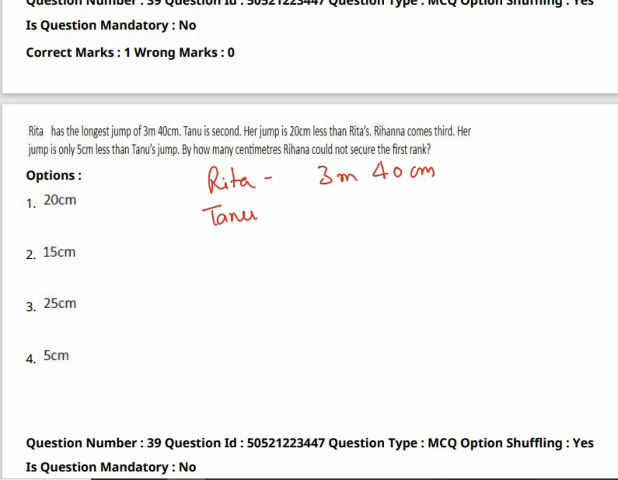 Question Number : 39 Question Id : 50521223447 Question Type : MCQ Option Shuffling : Yes
Is Question Mandatory : No
Correct Marks : 1 Wrong Marks : 0
Rita has the longest jump of 3m 40cm. Tanu is second. Her jump is 20cm less than Rita's. Rihanna comes third. Her
jump is only 5cm less than Tanu's jump. By how many centimetres Rihana could not secure the first rank?
Options :
Rita - 3m 40 cm
1. 20cm
Tanu
2. 15cm
3. 25cm
4. 5cm
Question Number : 39 Question Id : 50521223447 Question Type : MCQ Option Shuffling : Yes
Is Question Mandatory : No